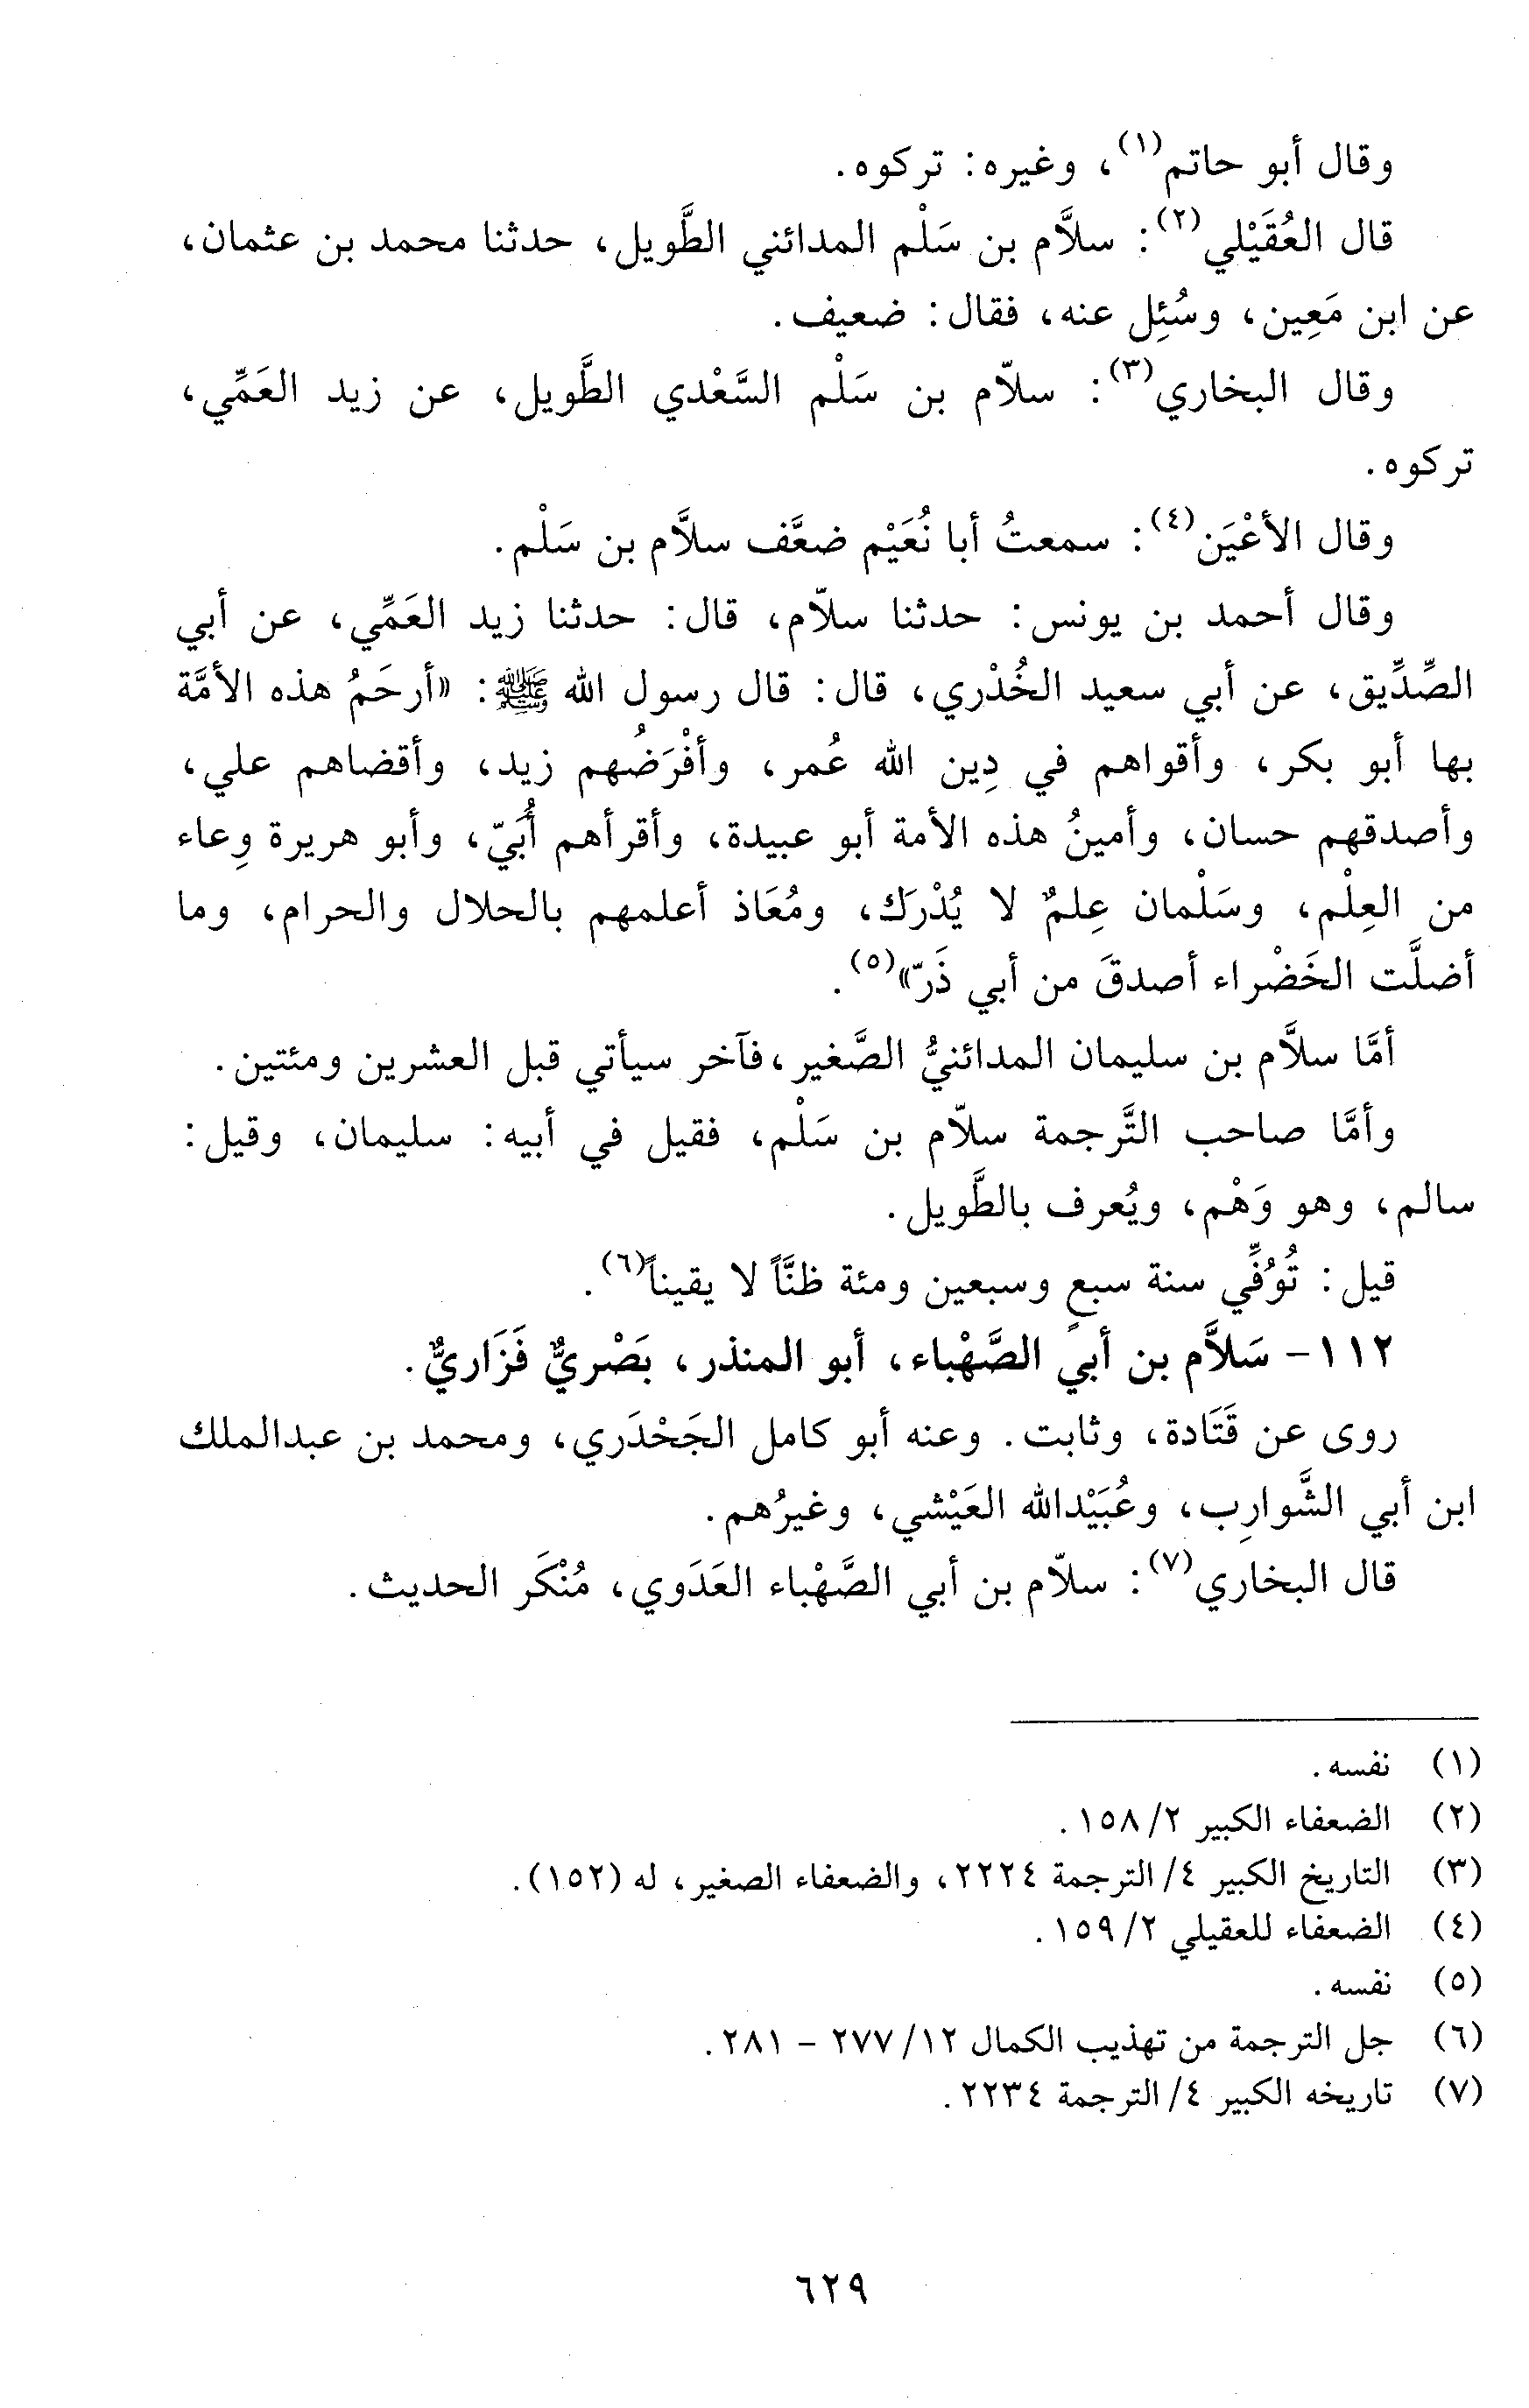 وقال أبو حاتم(١)، وغيره: تركوه.
قال العُقَيْلي(٢): سلاَّم بن سَلْم المدائني الطَّويل، حدثنا محمد بن عثمان،
عن ابن مَعِين، وسُئِل عنه، فقال: ضعيف.
وقال البخاري(٣): سلاّم بن سَلْم السَّعْدي الطَّويل، عن زيد العَمِّي،
تركوه.
وقال الأعْيَن(٤): سمعتُ أبا نُعَيْم ضعَّف سلاَّم بن سَلْم.
وقال أحمد بن يونس: حدثنا سلاّم، قال: حدثنا زيد العَمِّي، عن أبي
الصِّدِّيق، عن أبي سعيد الخُدْري، قال: قال رسول الله ﷺ: «أرحَمُ هذه الأمَّة
بها أبو بكر، وأقواهم في دِين الله عُمر، وأفْرَضُهم زيد، وأقضاهم علي،
وأصدقهم حسان، وأمينُ هذه الأمة أبو عبيدة، وأقرأهم أُبَيّ، وأبو هريرة وِعاء
من العِلْم، وسَلْمان عِلمٌ لا يُدْرَك، ومُعَاذ أعلمهم بالحلال والحرام، وما
أضلَّت الخَضْراء أصدقَ من أبي ذَرّ»(٥).
أمَّا سلاَّم بن سليمان المدائنيُّ الصَّغير، فآخر سيأتي قبل العشرين ومئتين.
وأمَّا صاحب التَّرجمة سلاّم بن سَلْم، فقيل في أبيه: سليمان، وقيل:
سالم، وهو وَهْم، ويُعرف بالطَّويل.
قيل: تُوُفِّي سنة سبعٍ وسبعين ومئة ظنَّاً لا يقيناً(٦).
١١٢- سَلاَّم بن أبي الصَّهْباء، أبو المنذر، بَصْريٌّ فَزَاريٌّ.
روى عن قَتَادة، وثابت. وعنه أبو كامل الجَحْدَري، ومحمد بن عبدالملك
ابن أبي الشَّوارِب، وعُبَيْدالله العَيْشي، وغيرُهم.
قال البخاري(٧): سلاّم بن أبي الصَّهْباء العَدَوي، مُنْكَر الحديث.
(١) نفسه.
(٢) الضعفاء الكبير ٢/ ١٥٨.
(٣) التاريخ الكبير ٤/ الترجمة ٢٢٢٤، والضعفاء الصغير، له (١٥٢).
(٤) الضعفاء للعقيلي ٢/ ١٥٩.
(٥) نفسه.
(٦) جل الترجمة من تهذيب الكمال ١٢/ ٢٧٧ - ٢٨١.
(٧) تاريخه الكبير ٤/ الترجمة ٢٢٣٤.
٦٢٩